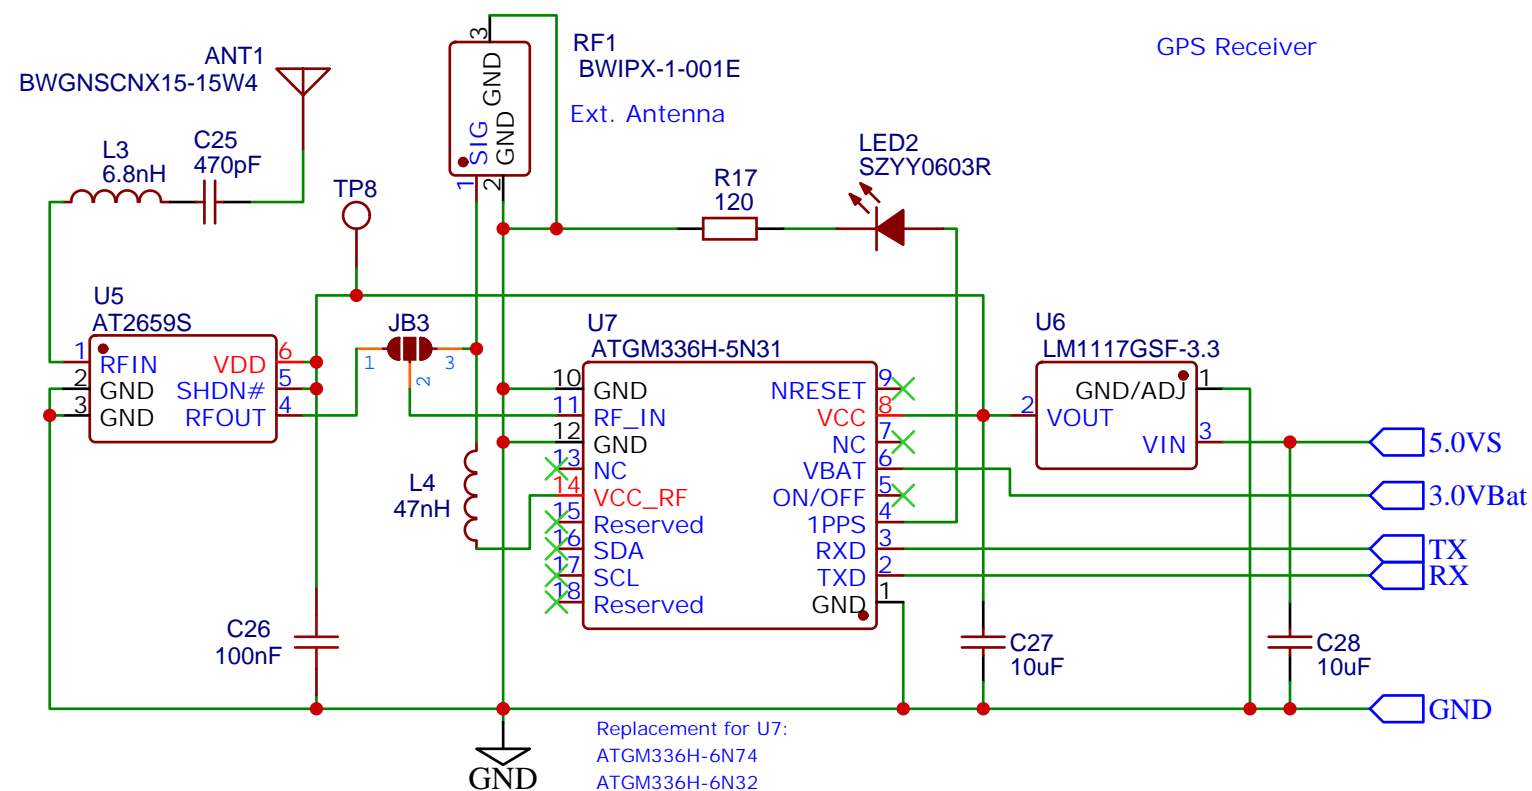 GPS Receiver
ANT1
BWGNSCNX15-15W4
RF1
BWIPX-1-001E
Ext. Antenna
3
GND
SIG
GND
1
2
L3
6.8nH
C25
470pF
TP8
R17
120
LED2
SZYY0603R
U5
AT2659S
1 RFIN
2 GND
3 GND
VDD 6
SHDN# 5
RFOUT 4
JB3
1
2
3
U7
ATGM336H-5N31
10 GND
11 RF_IN
12 GND
13 NC
14 VCC_RF
15 Reserved
16 SDA
17 SCL
18 Reserved
NRESET 9
VCC 8
NC 7
VBAT 6
ON/OFF 5
1PPS 4
RXD 3
TXD 2
GND 1
U6
LM1117GSF-3.3
GND/ADJ 1
2 VOUT
VIN 3
5.0VS
3.0VBat
TX
RX
GND
L4
47nH
C26
100nF
C27
10uF
C28
10uF
GND
Replacement for U7:
ATGM336H-6N74
ATGM336H-6N32